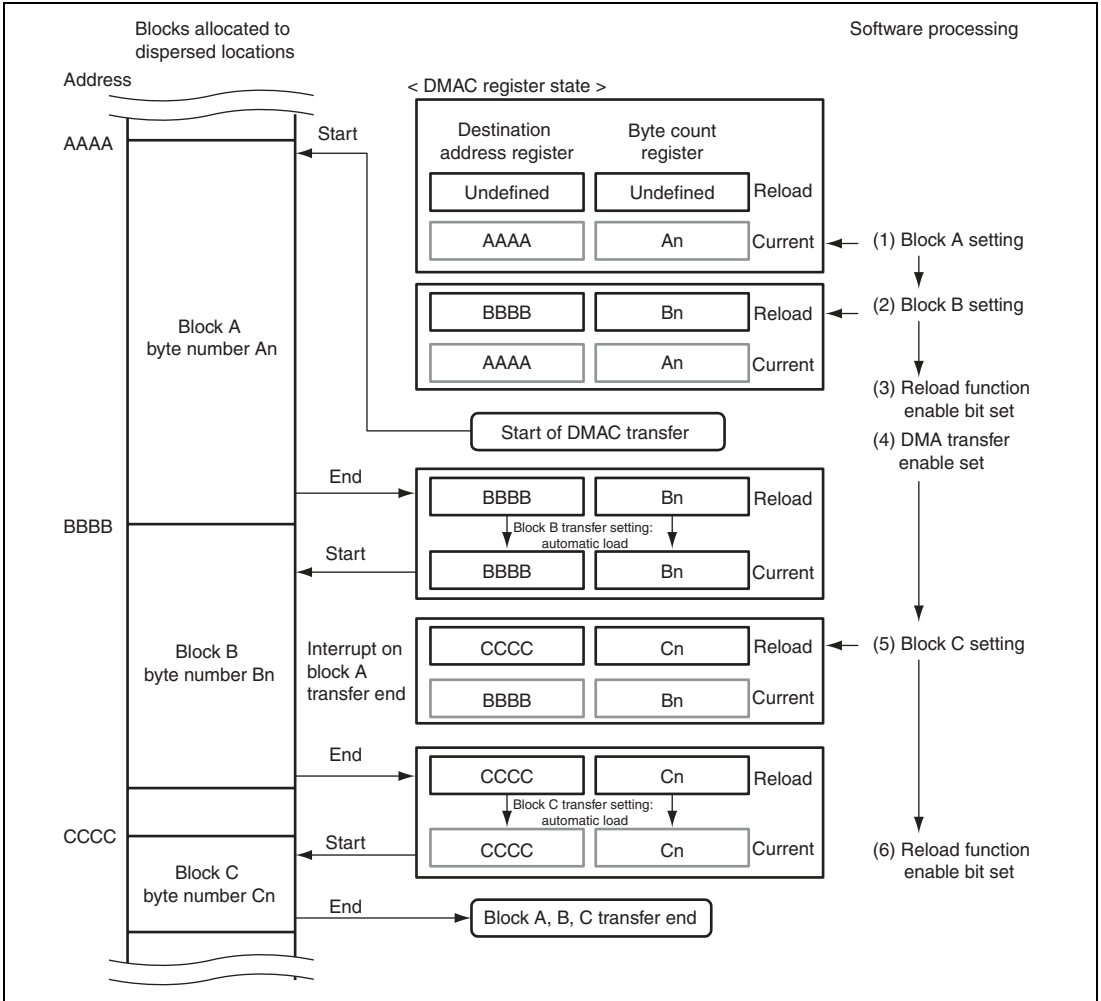 Blocks allocated to
dispersed locations
Software processing
Address
< DMAC register state >
AAAA
Start
Destination
address register
Byte count
register
Undefined
Undefined
Reload
AAAA
An
Current
(1) Block A setting
BBBB
Bn
Reload
(2) Block B setting
Block A
byte number An
AAAA
An
Current
(3) Reload function
enable bit set
Start of DMAC transfer
(4) DMA transfer
enable set
End
BBBB
Bn
Reload
BBBB
Block B transfer setting:
automatic load
Start
BBBB
Bn
Current
Block B
byte number Bn
Interrupt on
block A
transfer end
CCCC
Cn
Reload
(5) Block C setting
BBBB
Bn
Current
End
CCCC
Cn
Reload
Block C transfer setting:
automatic load
CCCC
Start
CCCC
Cn
Current
(6) Reload function
enable bit set
Block C
byte number Cn
End
Block A, B, C transfer end